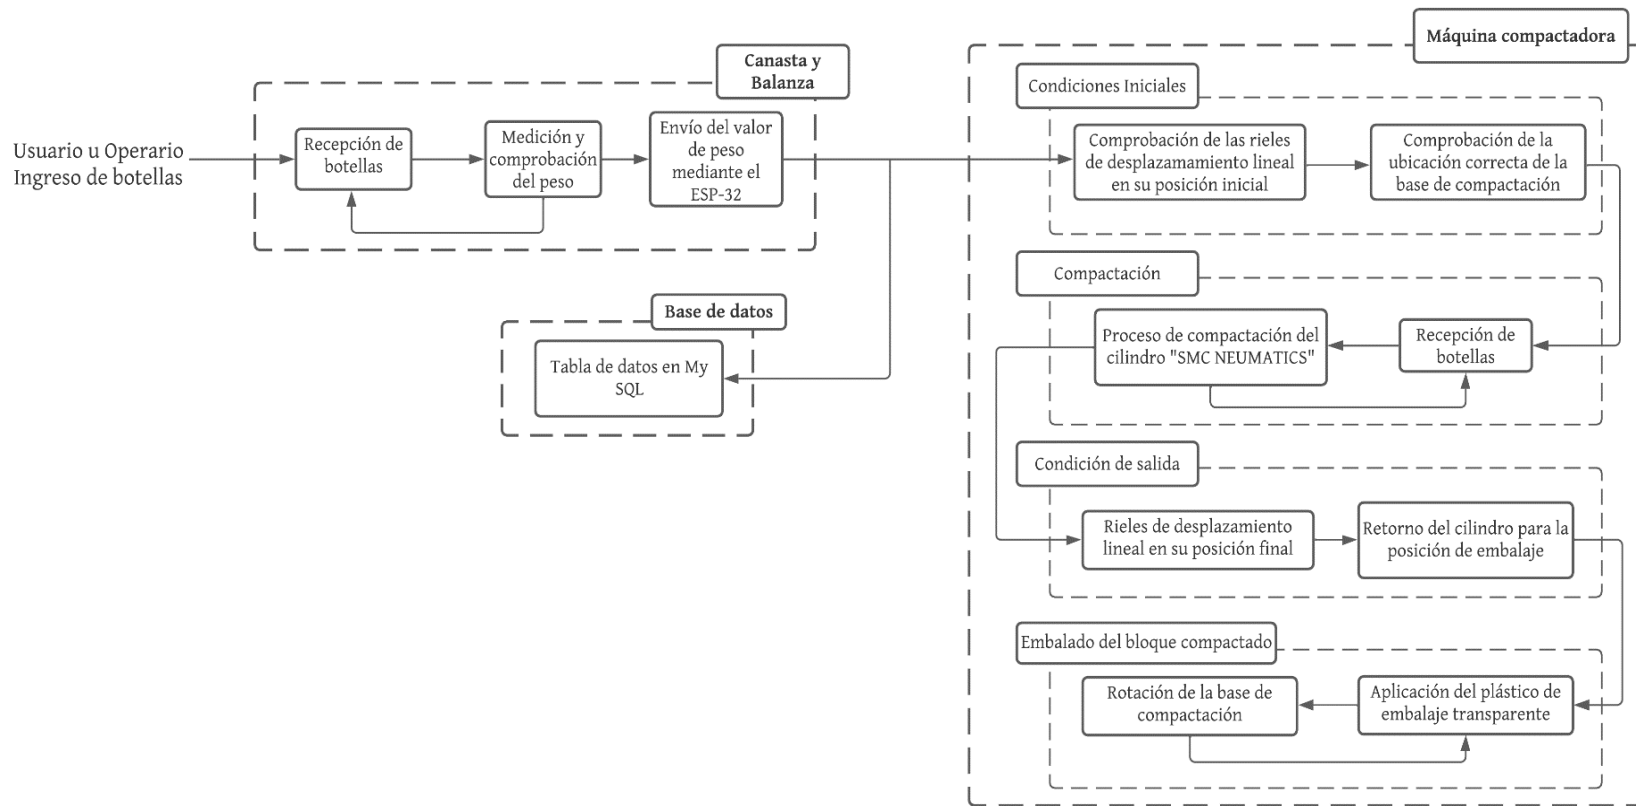 Máquina compactadora
Canasta y
Balanza
Condiciones Iniciales
Usuario u Operario
Ingreso de botellas
Recepción de
botellas
Medición y
comprobación
del peso
Envío del valor
de peso
mediante el
ESP-32
Comprobación de las rieles
de desplazamamiento lineal
en su posición inicial
Comprobación de la
ubicación correcta de la
base de compactación
Base de datos
Tabla de datos en My
SQL
Compactación
Proceso de compactación del
cilindro "SMC NEUMATICS"
Recepción de
botellas
Condición de salida
Rieles de desplazamiento
lineal en su posición final
Retorno del cilindro para la
posición de embalaje
Embalado del bloque compactado
Rotación de la base de
compactación
Aplicación del plástico de
embalaje transparente